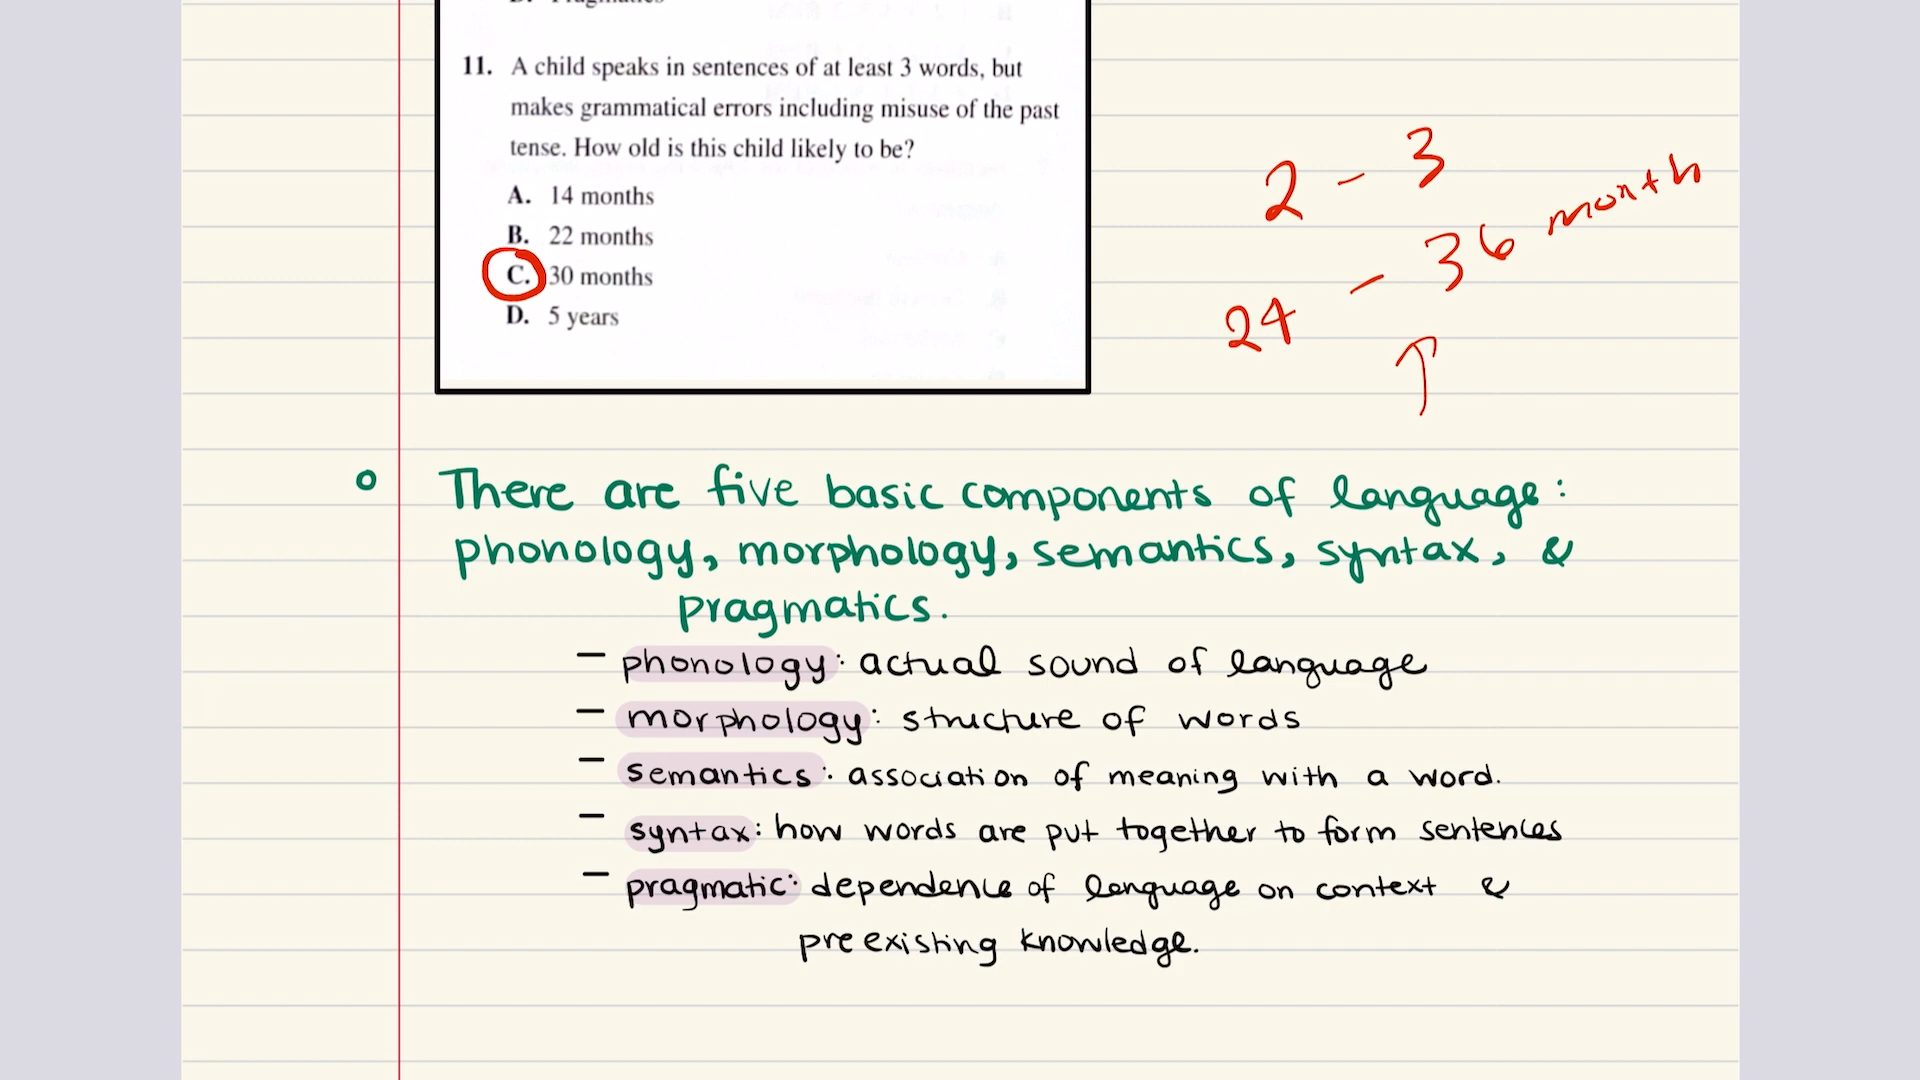 11. A child speaks in sentences of at least 3 words, but
makes grammatical errors including misuse of the past
tense. How old is this child likely to be?
A. 14 months
B. 22 months
C. 30 months
D. 5 years
2 - 3
24 - 36 month
There are five basic components of language:
phonology, morphology, semantics, syntax, &
pragmatics.
- phonology: actual sound of language
- morphology: structure of words
- semantics: association of meaning with a word.
- syntax: how words are put together to form sentences
- pragmatic: dependence of language on context &
preexisting knowledge.